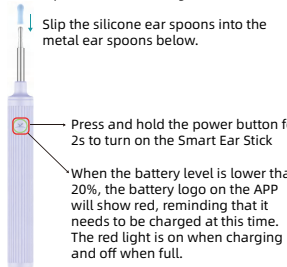 Slip the silicone ear spoons into the
metal ear spoons below.
Press and hold the power button
2s to turn on the Smart Ear Stick
When the battery level is lower
20%, the battery logo on the APP
will show red, reminding that it
needs to be charged at this time.
The red light is on when charging
and off when full.